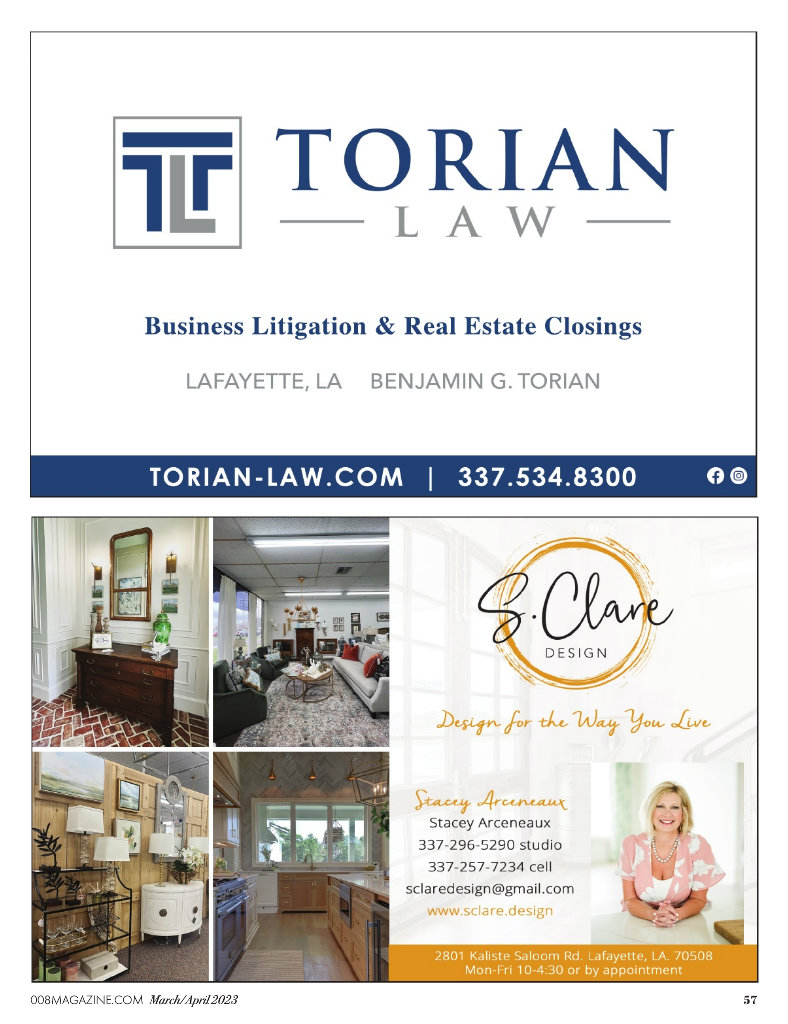 TLT
TORIAN
LAW
Business Litigation & Real Estate Closings
LAFAYETTE, LA BENJAMIN G. TORIAN
TORIAN-LAW.COM | 337.534.8300
S. Clare
DESIGN
Design for the Way You Live
Stacey Arceneaux
Stacey Arceneaux
337-296-5290 studio
337-257-7234 cell
sclaredesign@gmail.com
www.sclare.design
2801 Kaliste Saloom Rd. Lafayette, LA. 70508
Mon-Fri 10-4:30 or by appointment
008MAGAZINE.COM March/April 2023
57